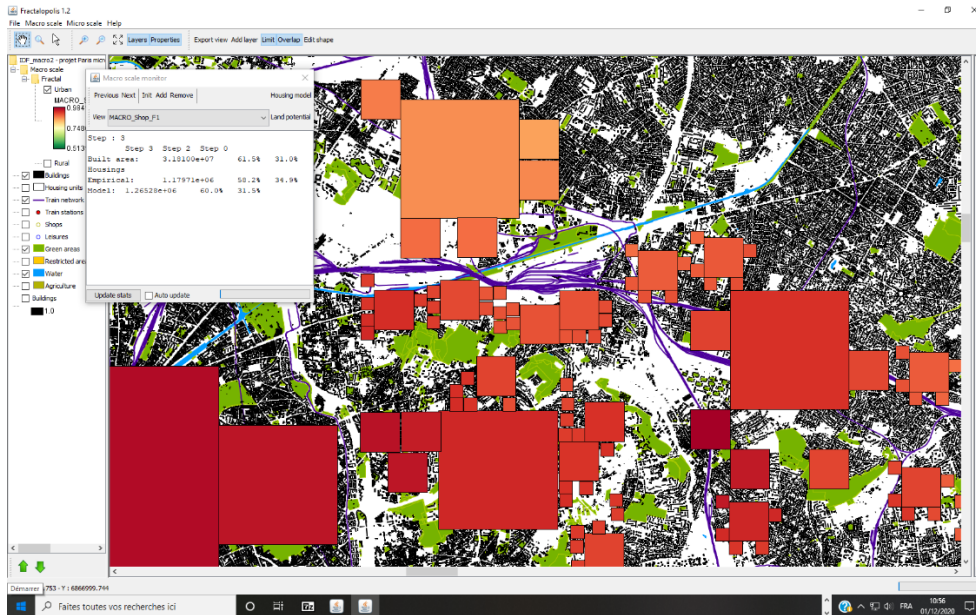 Fractalopolis 1.2
File Macro scale Micro scale Help
Layers Properties Export view Add layer Limit Overlap Edit shape
IDF_macro2 - projet Paris micr
Macro scale
Fractal
Urban
MACRO_S
0.984
0.748
0.513
Rural
Buildings
Housing units
Train network
Train stations
Shops
Leisures
Green areas
Restricted area
Water
Agriculture
Buildings
1.0
Macro scale monitor
Previous Next Init Add Remove Housing model
View MACRO_Shop_F1 Land potential
Step : 3
Step 3 Step 2 Step 0
Built area: 3.18100e+07 61.5% 31.0%
Housings
Empirical: 1.17971e+06 58.2% 34.9%
Model: 1.26528e+06 60.0% 31.5%
Update stats Auto update
Démarrer 753 - Y : 6866999.744
Faites toutes vos recherches ici
FRA
10:56
01/12/2020